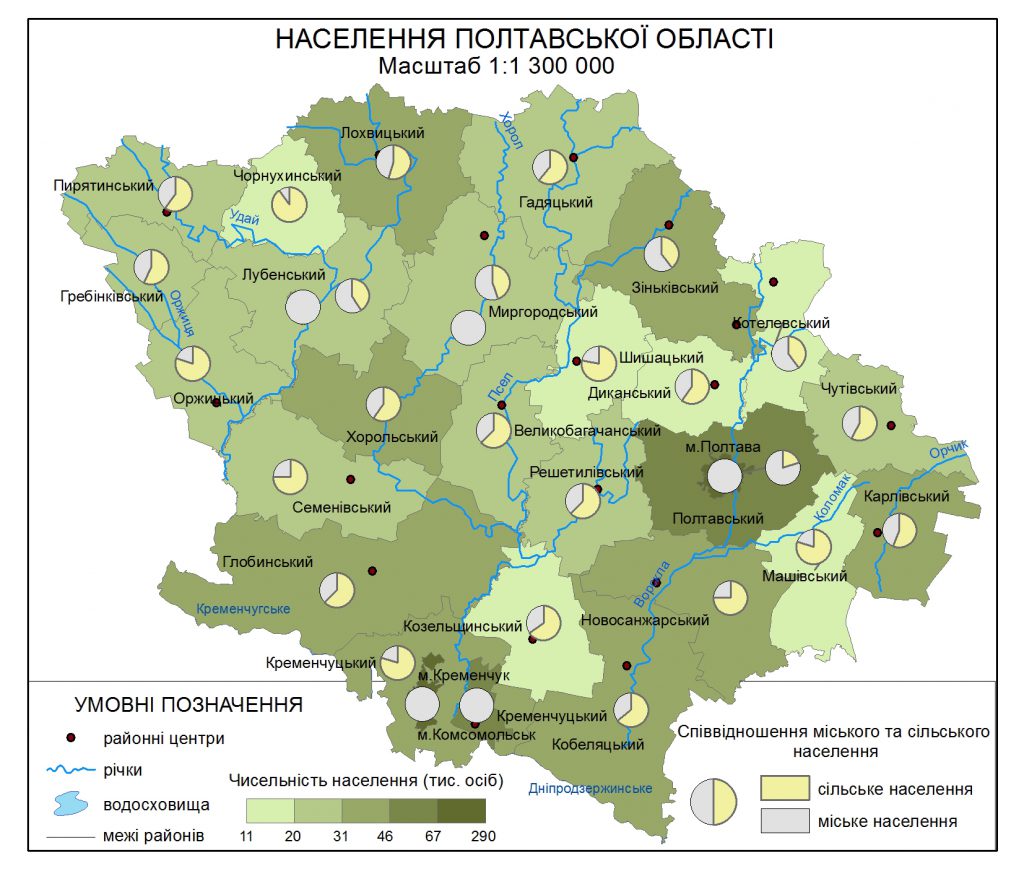 НАСЕЛЕННЯ ПОЛТАВСЬКОЇ ОБЛАСТІ
Масштаб 1:1 300 000
Хорол
Лохвицький
Чорнухинський
Пирятинський
Гадяцький
Удай
Лубенський
Зіньківський
Гребінківський
Оржиця
Миргородський
Котелевський
Шишацький
Псел
Диканський
Чутівський
Оржицький
Хорольський
Великобагачанський
м.Полтава
Орчик
Решетилівський
Семенівський
Полтавський
Коломак
Карлівський
Глобинський
Машівський
Ворскла
Кременчугське
Козельщинський
Новосанжарський
Кременчуцький
м.Кременчук
Кременчуцький
м.Комсомольськ
Кобеляцький
Дніпродзержинське
УМОВНІ ПОЗНАЧЕННЯ
районні центри
річки
водосховища
межі районів
Чисельність населення (тис. осіб)
11 20 31 46 67 290
Співвідношення міського та сільського
населення
сільське населення
міське населення